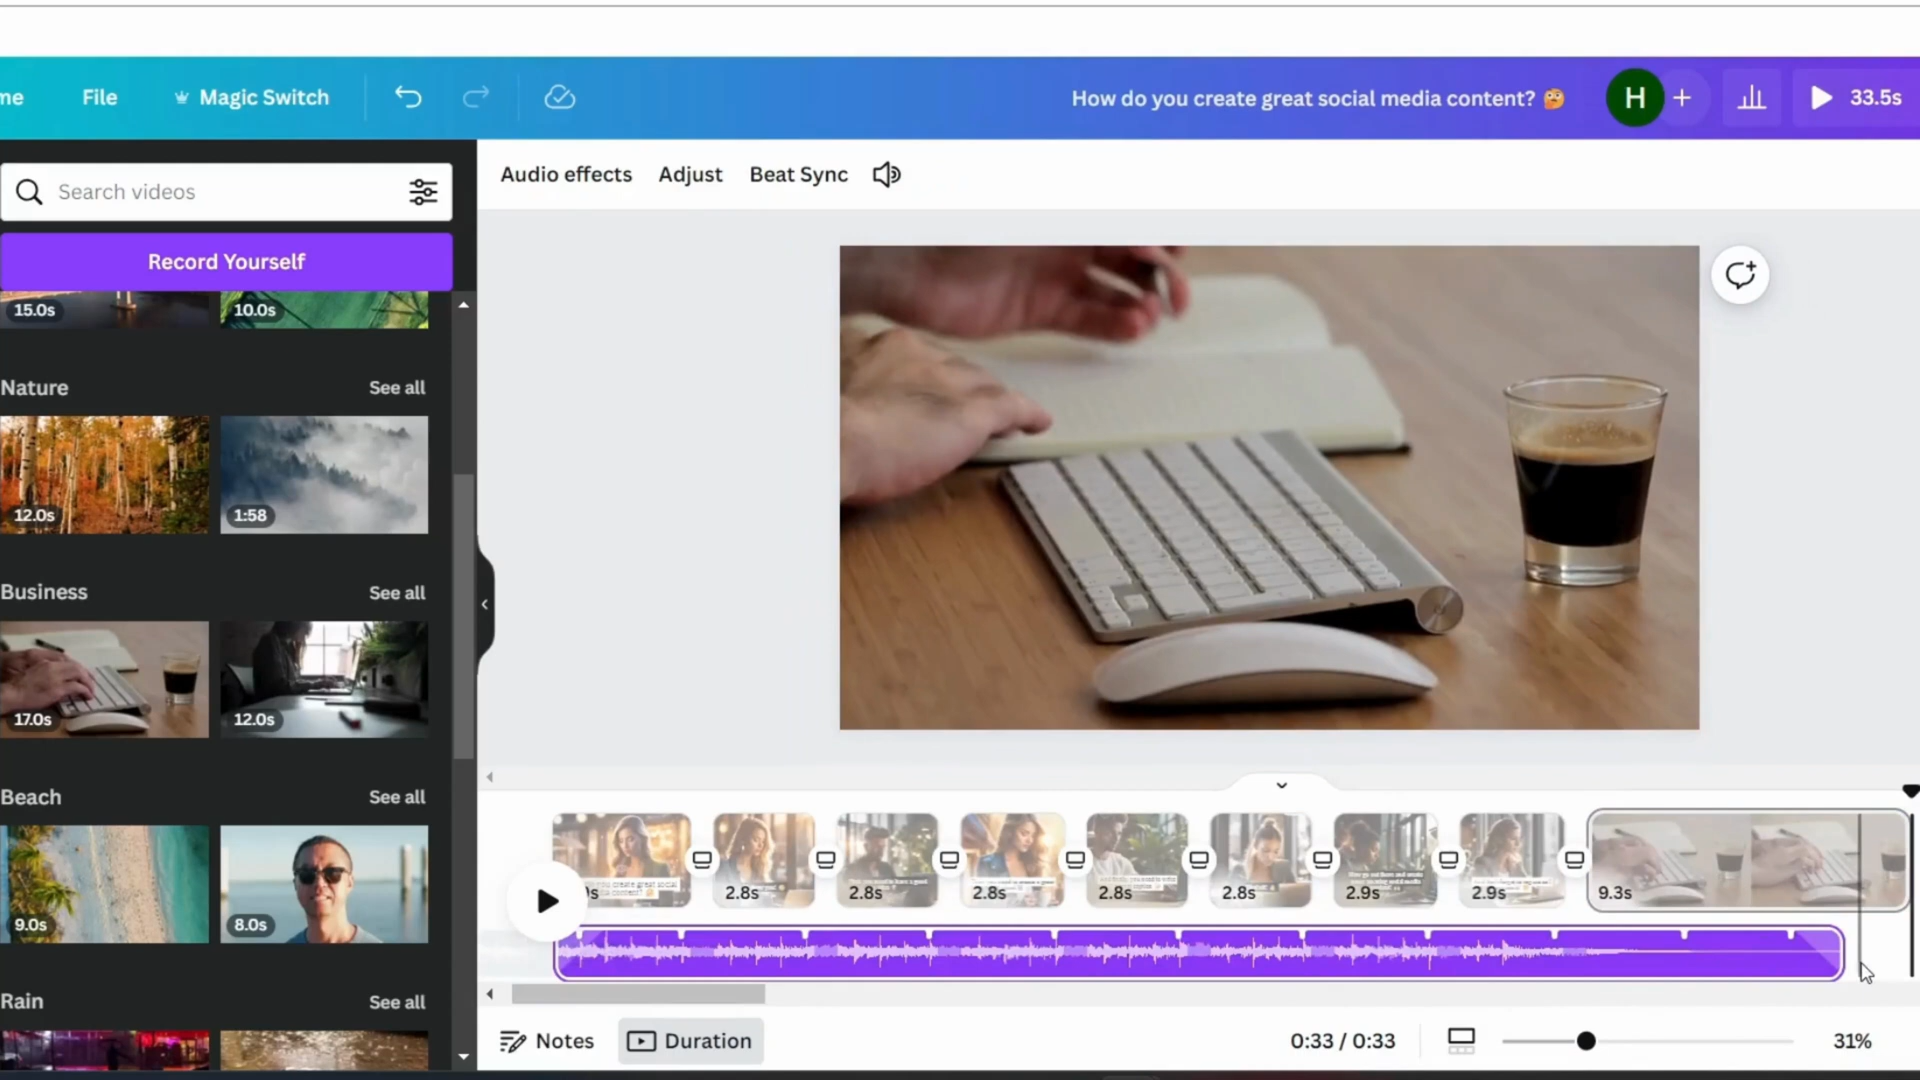 me File Magic Switch How do you create great social media content? 🤔 H + 33.5s
Search videos
Audio effects Adjust Beat Sync
Record Yourself
15.0s 10.0s
Nature See all
12.0s 1:58
Business See all
17.0s 12.0s
Beach See all
9.0s 8.0s
Rain See all
2.8s 2.8s 2.8s 2.8s 2.8s 2.9s 2.9s 9.3s
Notes Duration 0:33 / 0:33 31%